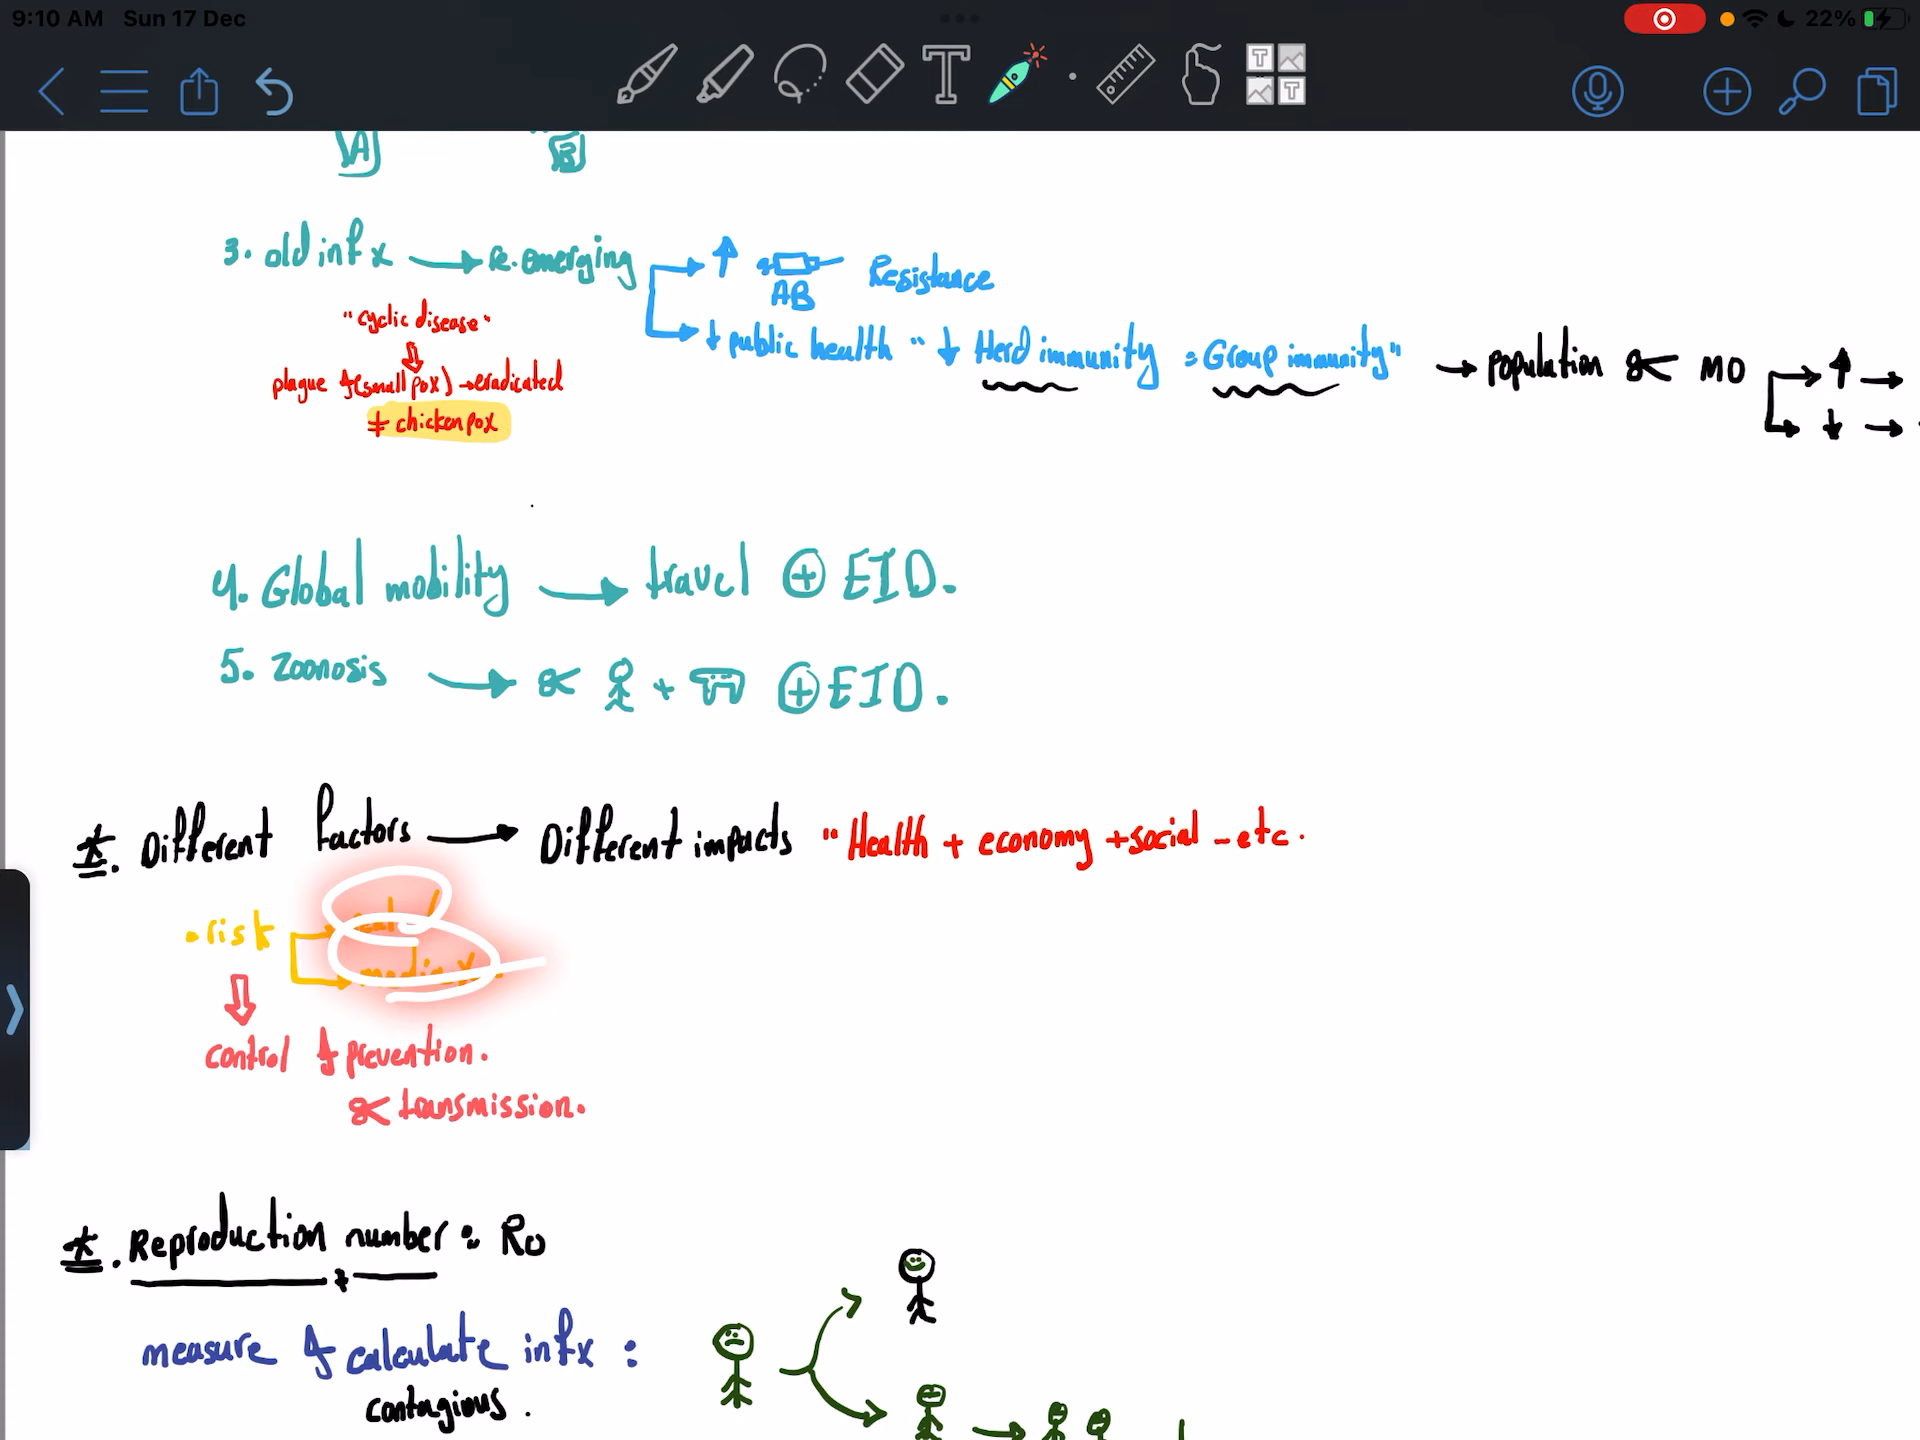 9:10 AM Sun 17 Dec
22%
A B
3. old infx → re.emerging ↑ AB Resistance
"cyclic disease"
↓ public health " ↓ Herd immunity = Group immunity" → population MO ↑ →
↓ →
plague & (small pox) → eradicated
≠ chicken pox
4. Global mobility → travel ⊕ EID.
5. Zoonosis → + ⊕ EID.
*. Different factors → Different impacts "Health + economy + social - etc.
. risk
control & prevention.
transmission.
*. Reproduction number : R0
measure & calculate infx :
contagious .